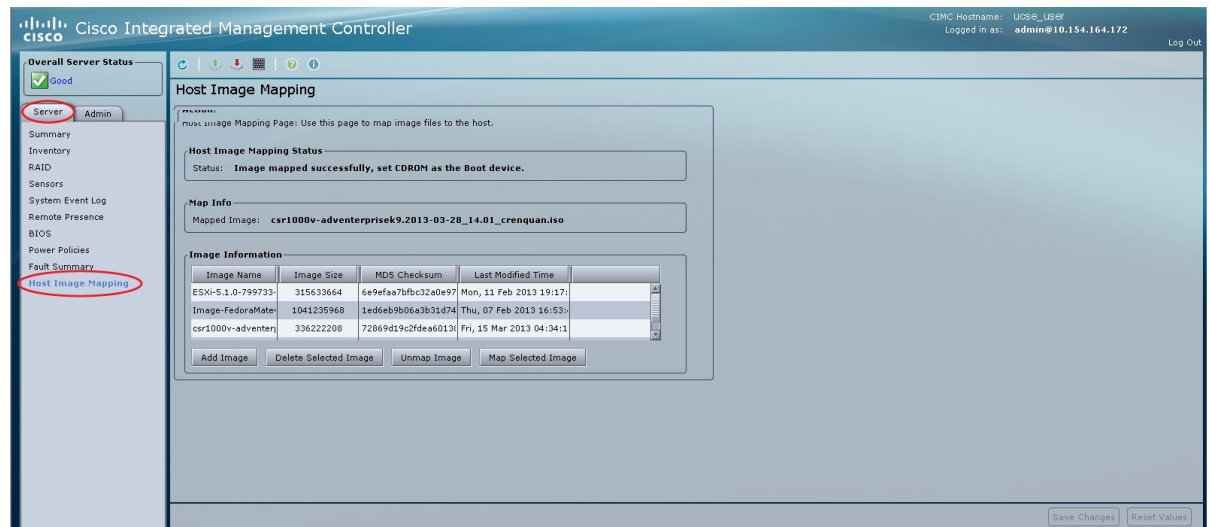 CISCO Cisco Integrated Management Controller
CIMC Hostname: ucse_user
Logged in as: admin@10.154.164.172
Log Out
Overall Server Status
Good
Server Admin
Summary
Inventory
RAID
Sensors
System Event Log
Remote Presence
BIOS
Power Policies
Fault Summary
Host Image Mapping
Host Image Mapping
Action:
Host Image Mapping Page: Use this page to map image files to the host.
Host Image Mapping Status
Status: Image mapped successfully, set CDROM as the Boot device.
Map Info
Mapped Image: csr1000v-adventerprisek9.2013-03-28_14.01_crenquan.iso
Image Information
Image Name Image Size MD5 Checksum Last Modified Time
ESXi-5.1.0-799733- 315633664 6e9efaa7bfbc32a0e97 Mon, 11 Feb 2013 19:17:
Image-FedoraMate 1041235968 1ed6eb9b06a3b31d74 Thu, 07 Feb 2013 16:53:
csr1000v-adventerp 336222208 72869d19c2fdea6013 Fri, 15 Mar 2013 04:34:1
Add Image Delete Selected Image Unmap Image Map Selected Image
Save Changes Reset Values